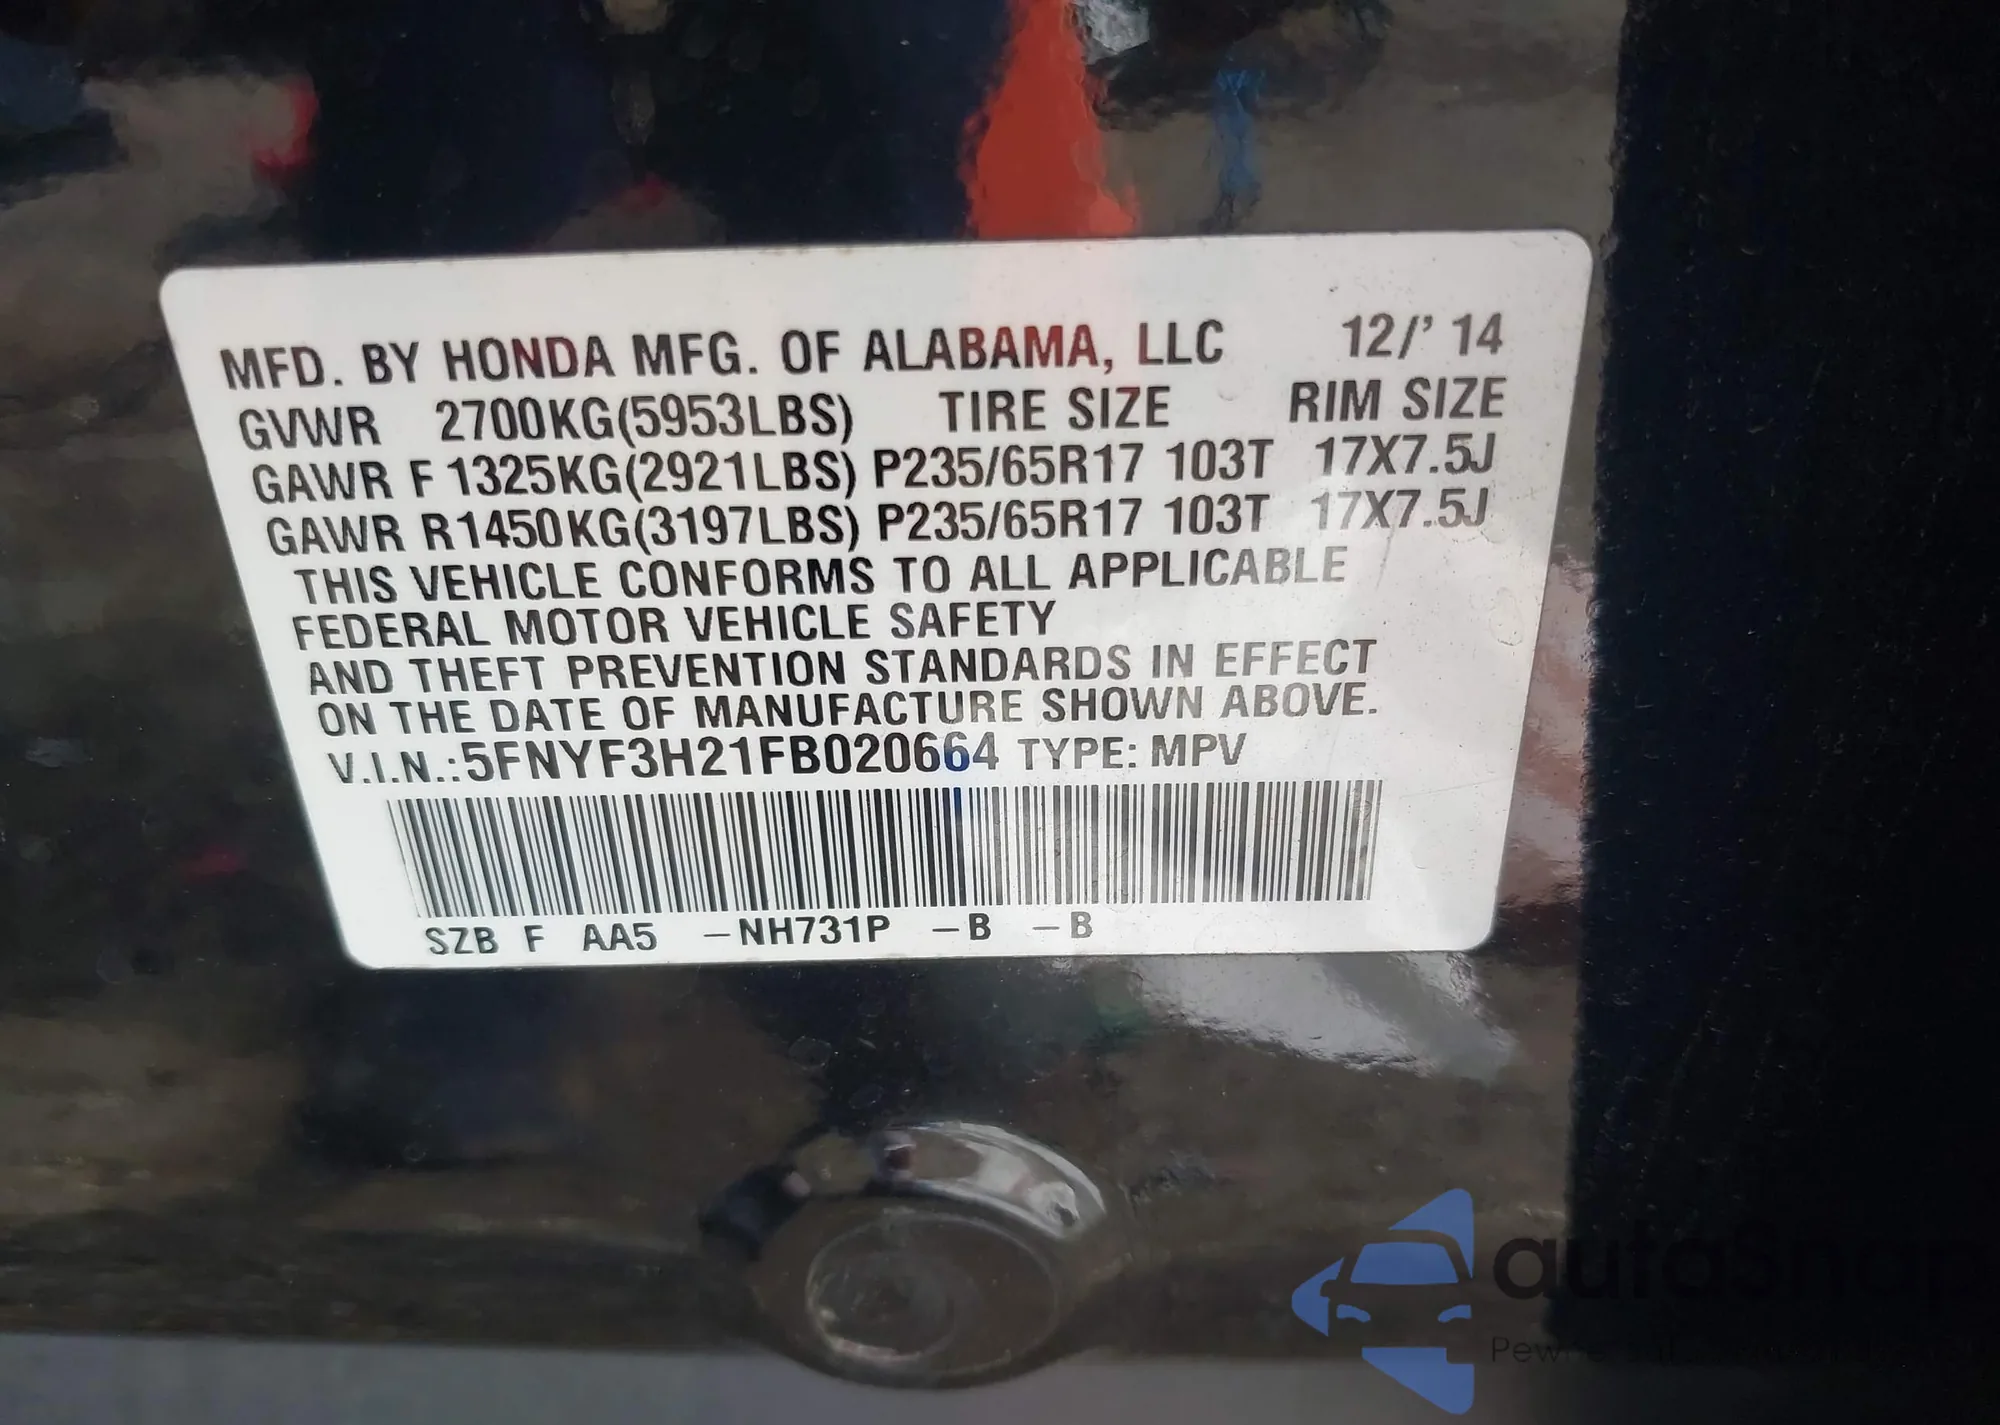 MFD. BY HONDA MFG. OF ALABAMA, LLC 12/' 14
GVWR 2700KG(5953LBS) TIRE SIZE RIM SIZE
GAWR F 1325KG(2921LBS) P235/65R17 103T 17X7.5J
GAWR R1450KG(3197LBS) P235/65R17 103T 17X7.5J
THIS VEHICLE CONFORMS TO ALL APPLICABLE
FEDERAL MOTOR VEHICLE SAFETY
AND THEFT PREVENTION STANDARDS IN EFFECT
ON THE DATE OF MANUFACTURE SHOWN ABOVE.
V.I.N.:5FNYF3H21FB020664 TYPE: MPV
SZB F AA5 -NH731P -B -B
autosnap